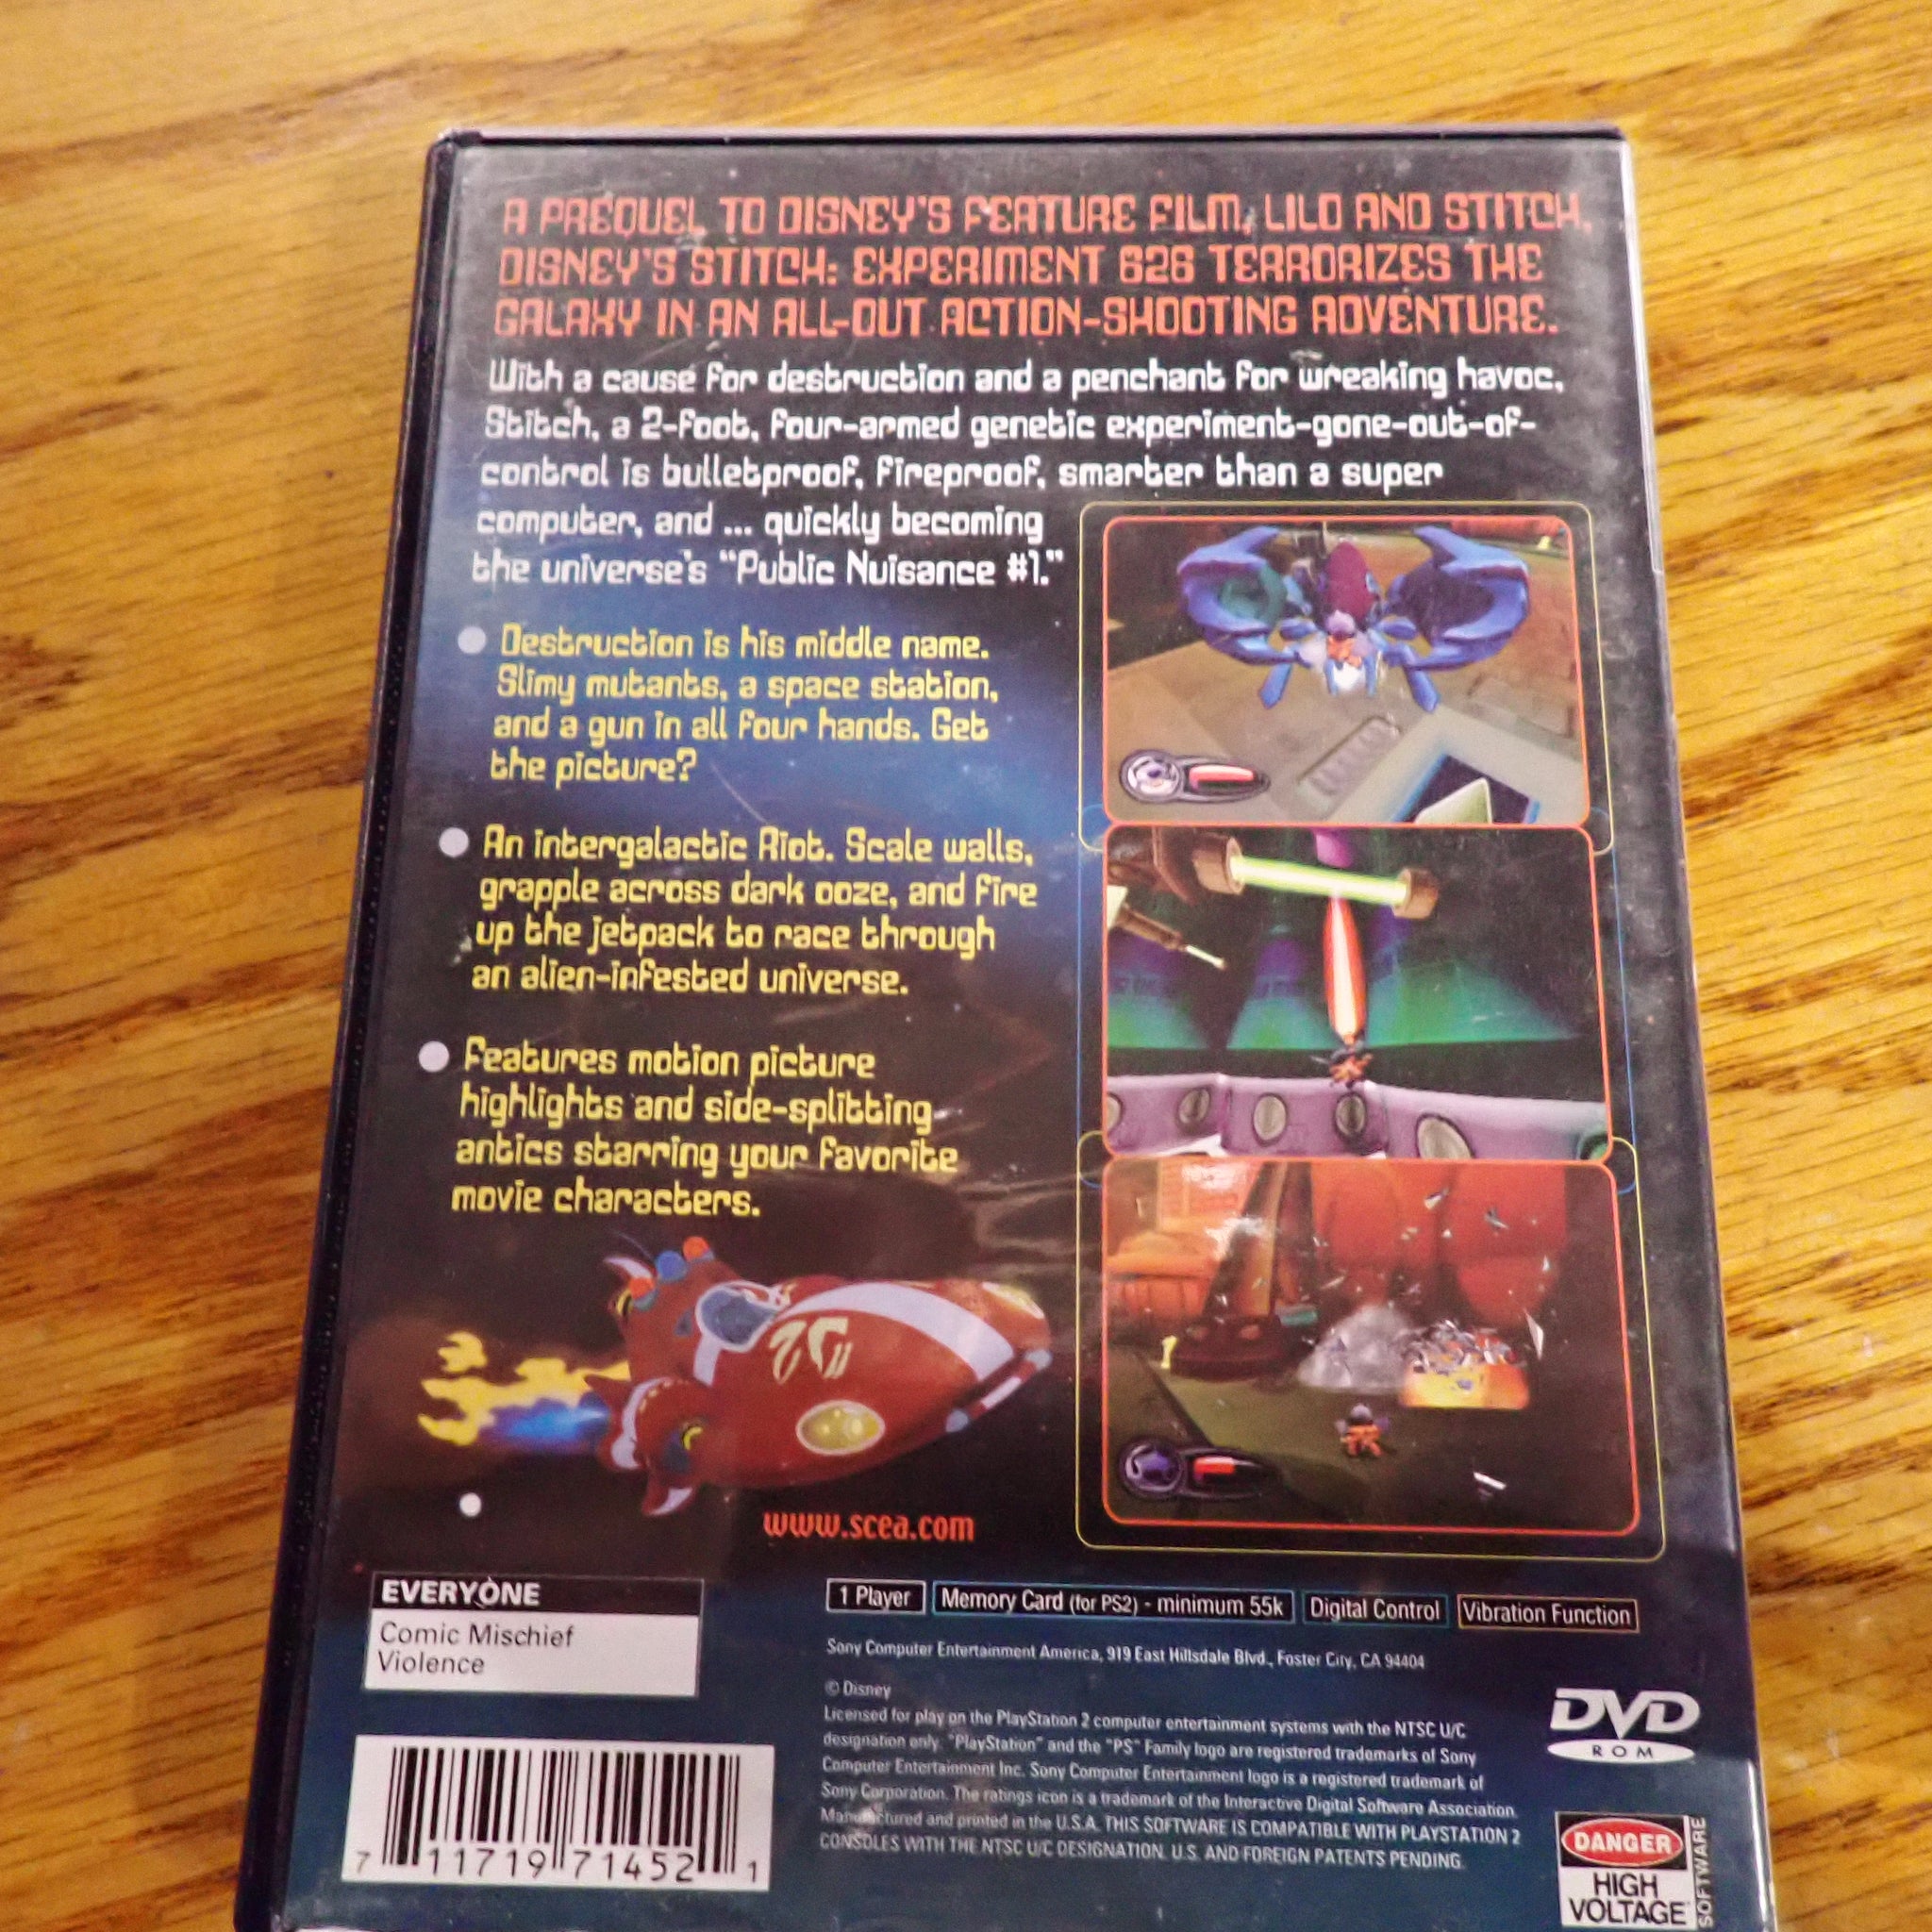 A PREQUEL TO DISNEY'S FEATURE FILM, LILO AND STITCH,
DISNEY'S STITCH: EXPERIMENT 626 TERRORIZES THE
GALAXY IN AN ALL-OUT ACTION-SHOOTING ADVENTURE.
With a cause for destruction and a penchant for wreaking havoc,
Stitch, a 2-foot, four-armed genetic experiment-gone-out-of-
control is bulletproof, fireproof, smarter than a super
computer, and ... quickly becoming
the universe's “Public Nuisance #1.”
Destruction is his middle name.
Slimy mutants, a space station,
and a gun in all four hands. Get
the picture?
An intergalactic Riot. Scale walls,
grapple across dark ooze, and fire
up the jetpack to race through
an alien-infested universe.
Features motion picture
highlights and side-splitting
antics starring your favorite
movie characters.
www.scea.com
EVERYONE
Comic Mischief
Violence
1 Player
Memory Card (for PS2) - minimum 55k
Digital Control
Vibration Function
Sony Computer Entertainment America, 919 East Hillsdale Blvd., Foster City, CA 94404
© Disney
Licensed for play on the PlayStation 2 computer entertainment systems with the NTSC U/C
designation only. "PlayStation" and the "PS" Family logo are registered trademarks of Sony
Computer Entertainment Inc. Sony Computer Entertainment logo is a registered trademark of
Sony Corporation. The ratings icon is a trademark of the Interactive Digital Software Association.
Manufactured and printed in the U.S.A. THIS SOFTWARE IS COMPATIBLE WITH PLAYSTATION 2
CONSOLES WITH THE NTSC U/C DESIGNATION. U.S. AND FOREIGN PATENTS PENDING.
7 11719 71452 1
DVD
ROM
DANGER
HIGH
VOLTAGE
SOFTWARE